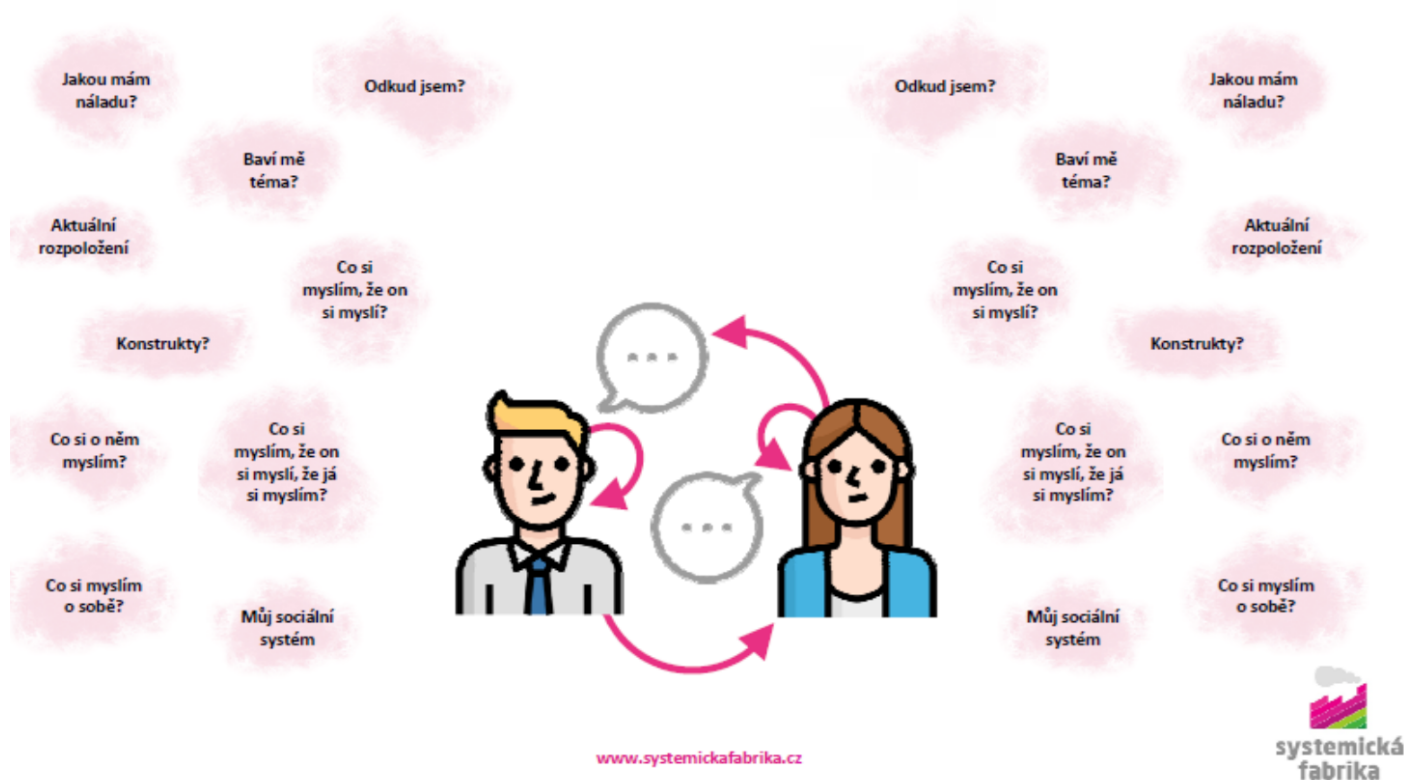 Jakou mám
náladu?
Odkud jsem?
Baví mě
téma?
Aktuální
rozpoložení
Co si
myslím, že on
si myslí?
Konstrukty?
Co si o něm
myslím?
Co si
myslím, že on
si myslí, že já
si myslím?
Co si myslím
o sobě?
Můj sociální
systém
Odkud jsem?
Jakou mám
náladu?
Baví mě
téma?
Aktuální
rozpoložení
Co si
myslím, že on
si myslí?
Konstrukty?
Co si
myslím, že on
si myslí, že já
si myslím?
Co si o něm
myslím?
Co si myslím
o sobě?
Můj sociální
systém
www.systemickafabrika.cz
systemická
fabrika